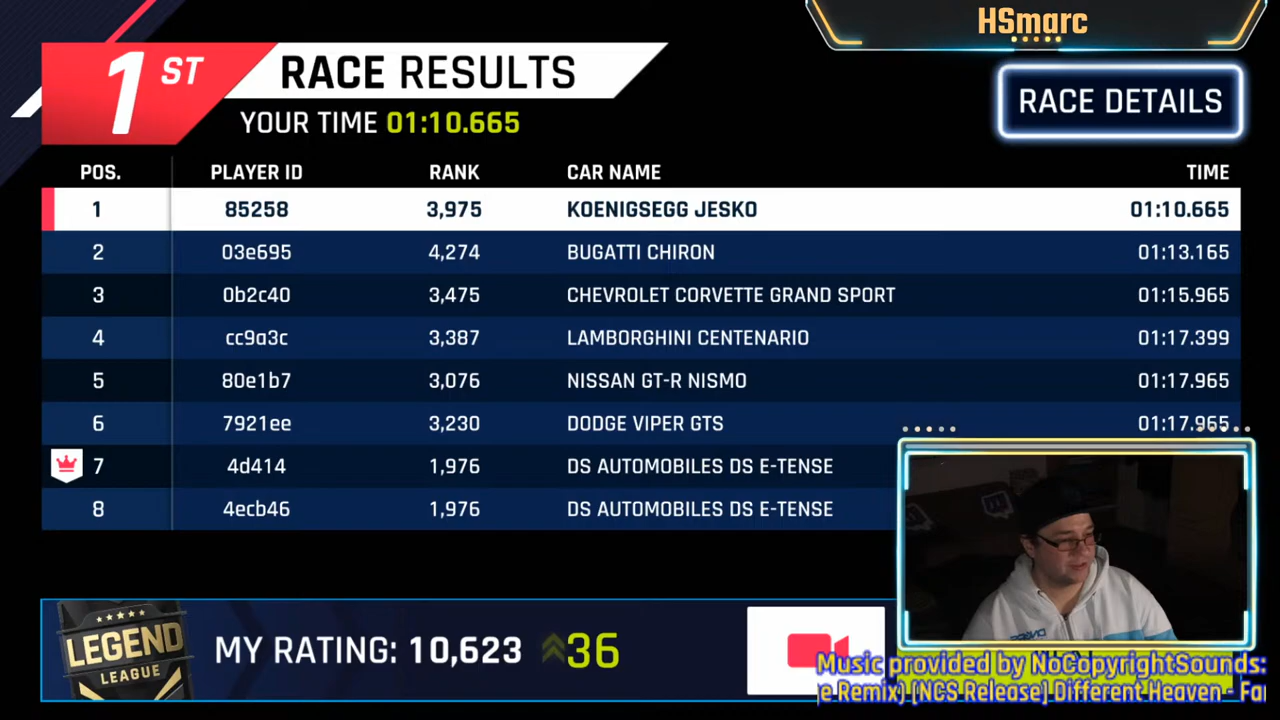 HSmarc
1ST RACE RESULTS
YOUR TIME 01:10.665
RACE DETAILS
POS. PLAYER ID RANK CAR NAME TIME
1 85258 3,975 KOENIGSEGG JESKO 01:10.665
2 03e695 4,274 BUGATTI CHIRON 01:13.165
3 0b2c40 3,475 CHEVROLET CORVETTE GRAND SPORT 01:15.965
4 cc9a3c 3,387 LAMBORGHINI CENTENARIO 01:17.399
5 80e1b7 3,076 NISSAN GT-R NISMO 01:17.965
6 7921ee 3,230 DODGE VIPER GTS 01:17.965
7 4d414 1,976 DS AUTOMOBILES DS E-TENSE
8 4ecb46 1,976 DS AUTOMOBILES DS E-TENSE
LEGEND
LEAGUE
MY RATING: 10,623 36
Music provided by NoCopyrightSounds:
e Remix) [NCS Release] Different Heaven - Fa